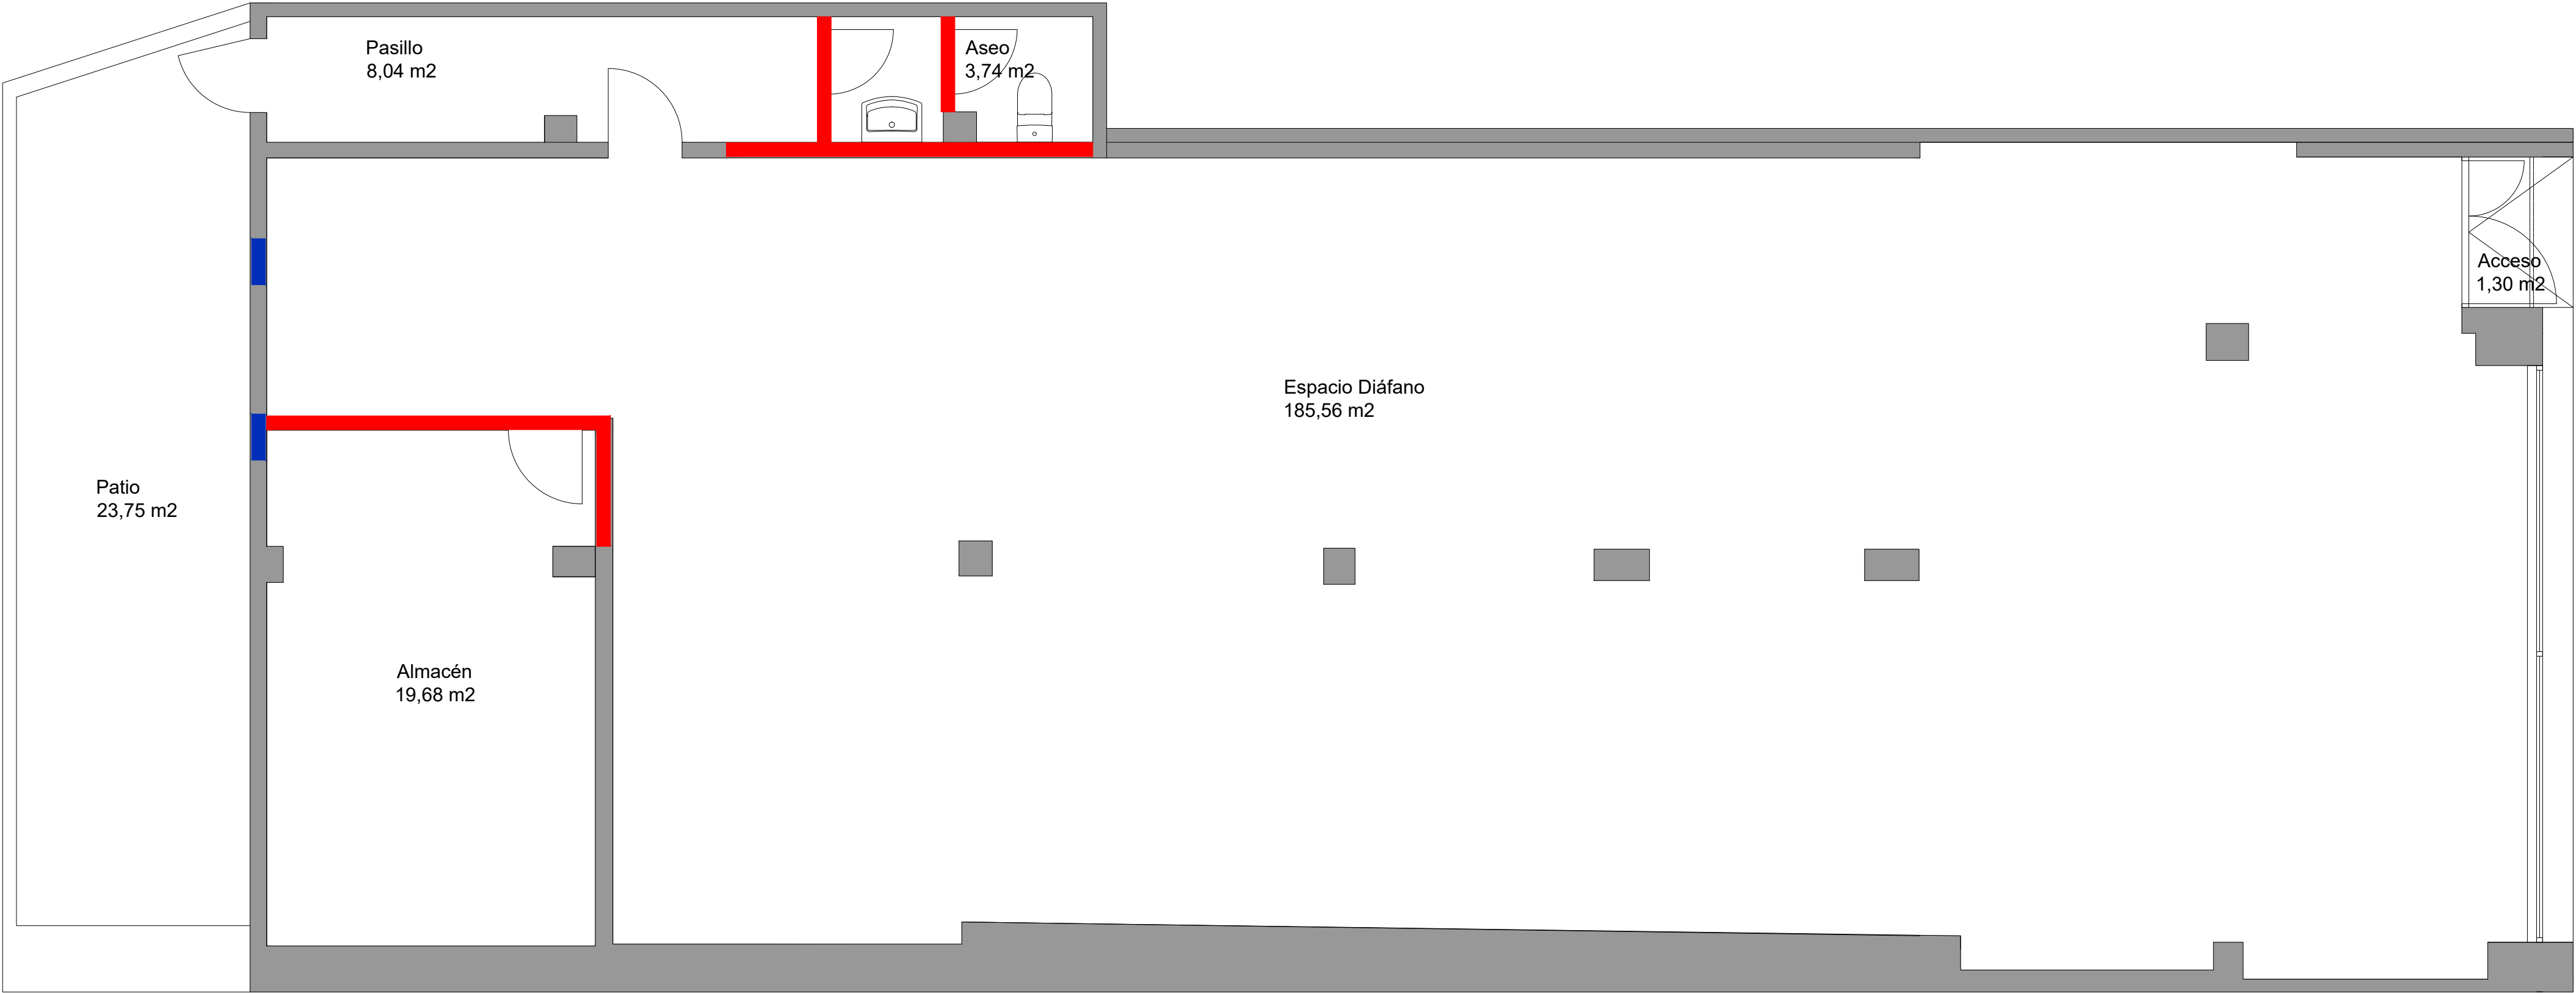 Pasillo
8,04 m2
Aseo
3,74 m2
Acceso
1,30 m2
Espacio Diáfano
185,56 m2
Patio
23,75 m2
Almacén
19,68 m2